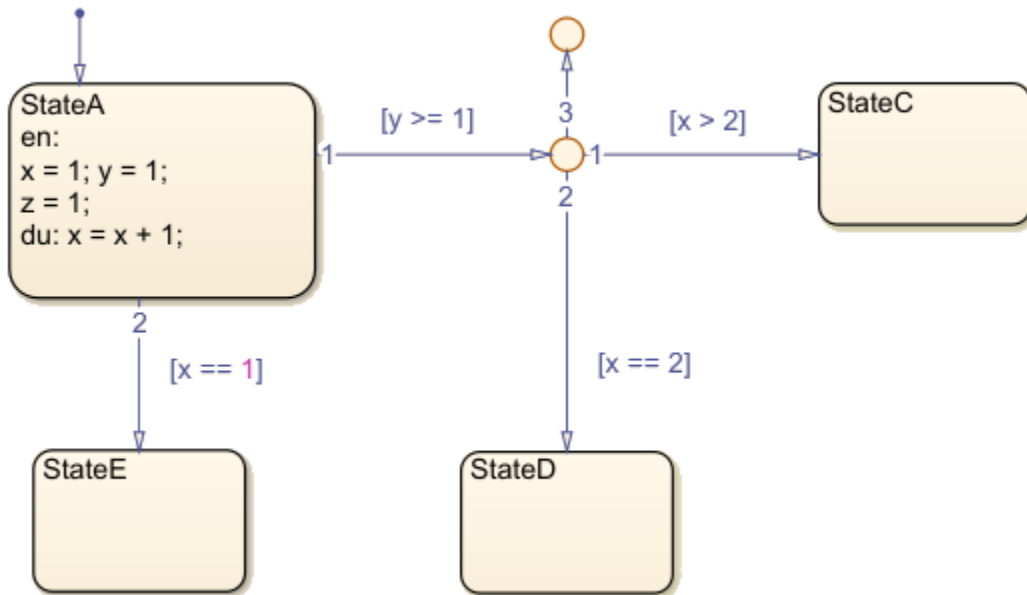 StateA
en:
x = 1; y = 1;
z = 1;
du: x = x + 1;
1
[y >= 1]
3
1
[x > 2]
StateC
2
2
[x == 1]
[x == 2]
StateE
StateD